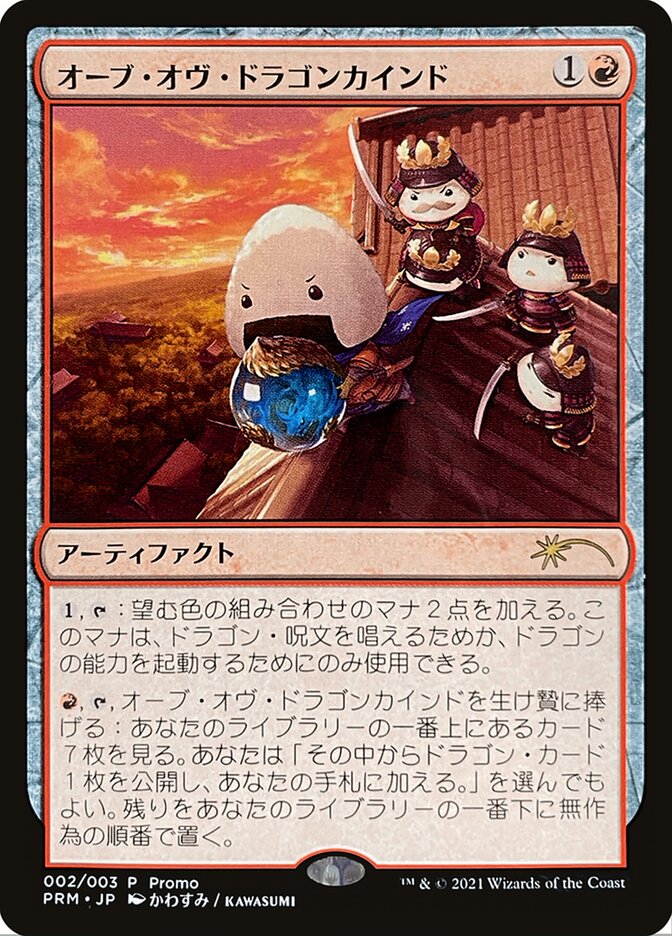 オーブ・オヴ・ドラゴンカインド 1
アーティファクト
1, : 望む色の組み合わせのマナ2点を加える。こ
のマナは、ドラゴン・呪文を唱えるためか、ドラゴン
の能力を起動するためにのみ使用できる。
, , オーブ・オヴ・ドラゴンカインドを生け贄に捧
げる:あなたのライブラリーの一番上にあるカード
7枚を見る。あなたは「その中からドラゴン・カード
1枚を公開し、あなたの手札に加える。」を選んでも
よい。残りをあなたのライブラリーの一番下に無作
為の順番で置く。
002/003 P Promo
PRM・JP かわすみ / KAWASUMI
™ & © 2021 Wizards of the Coast